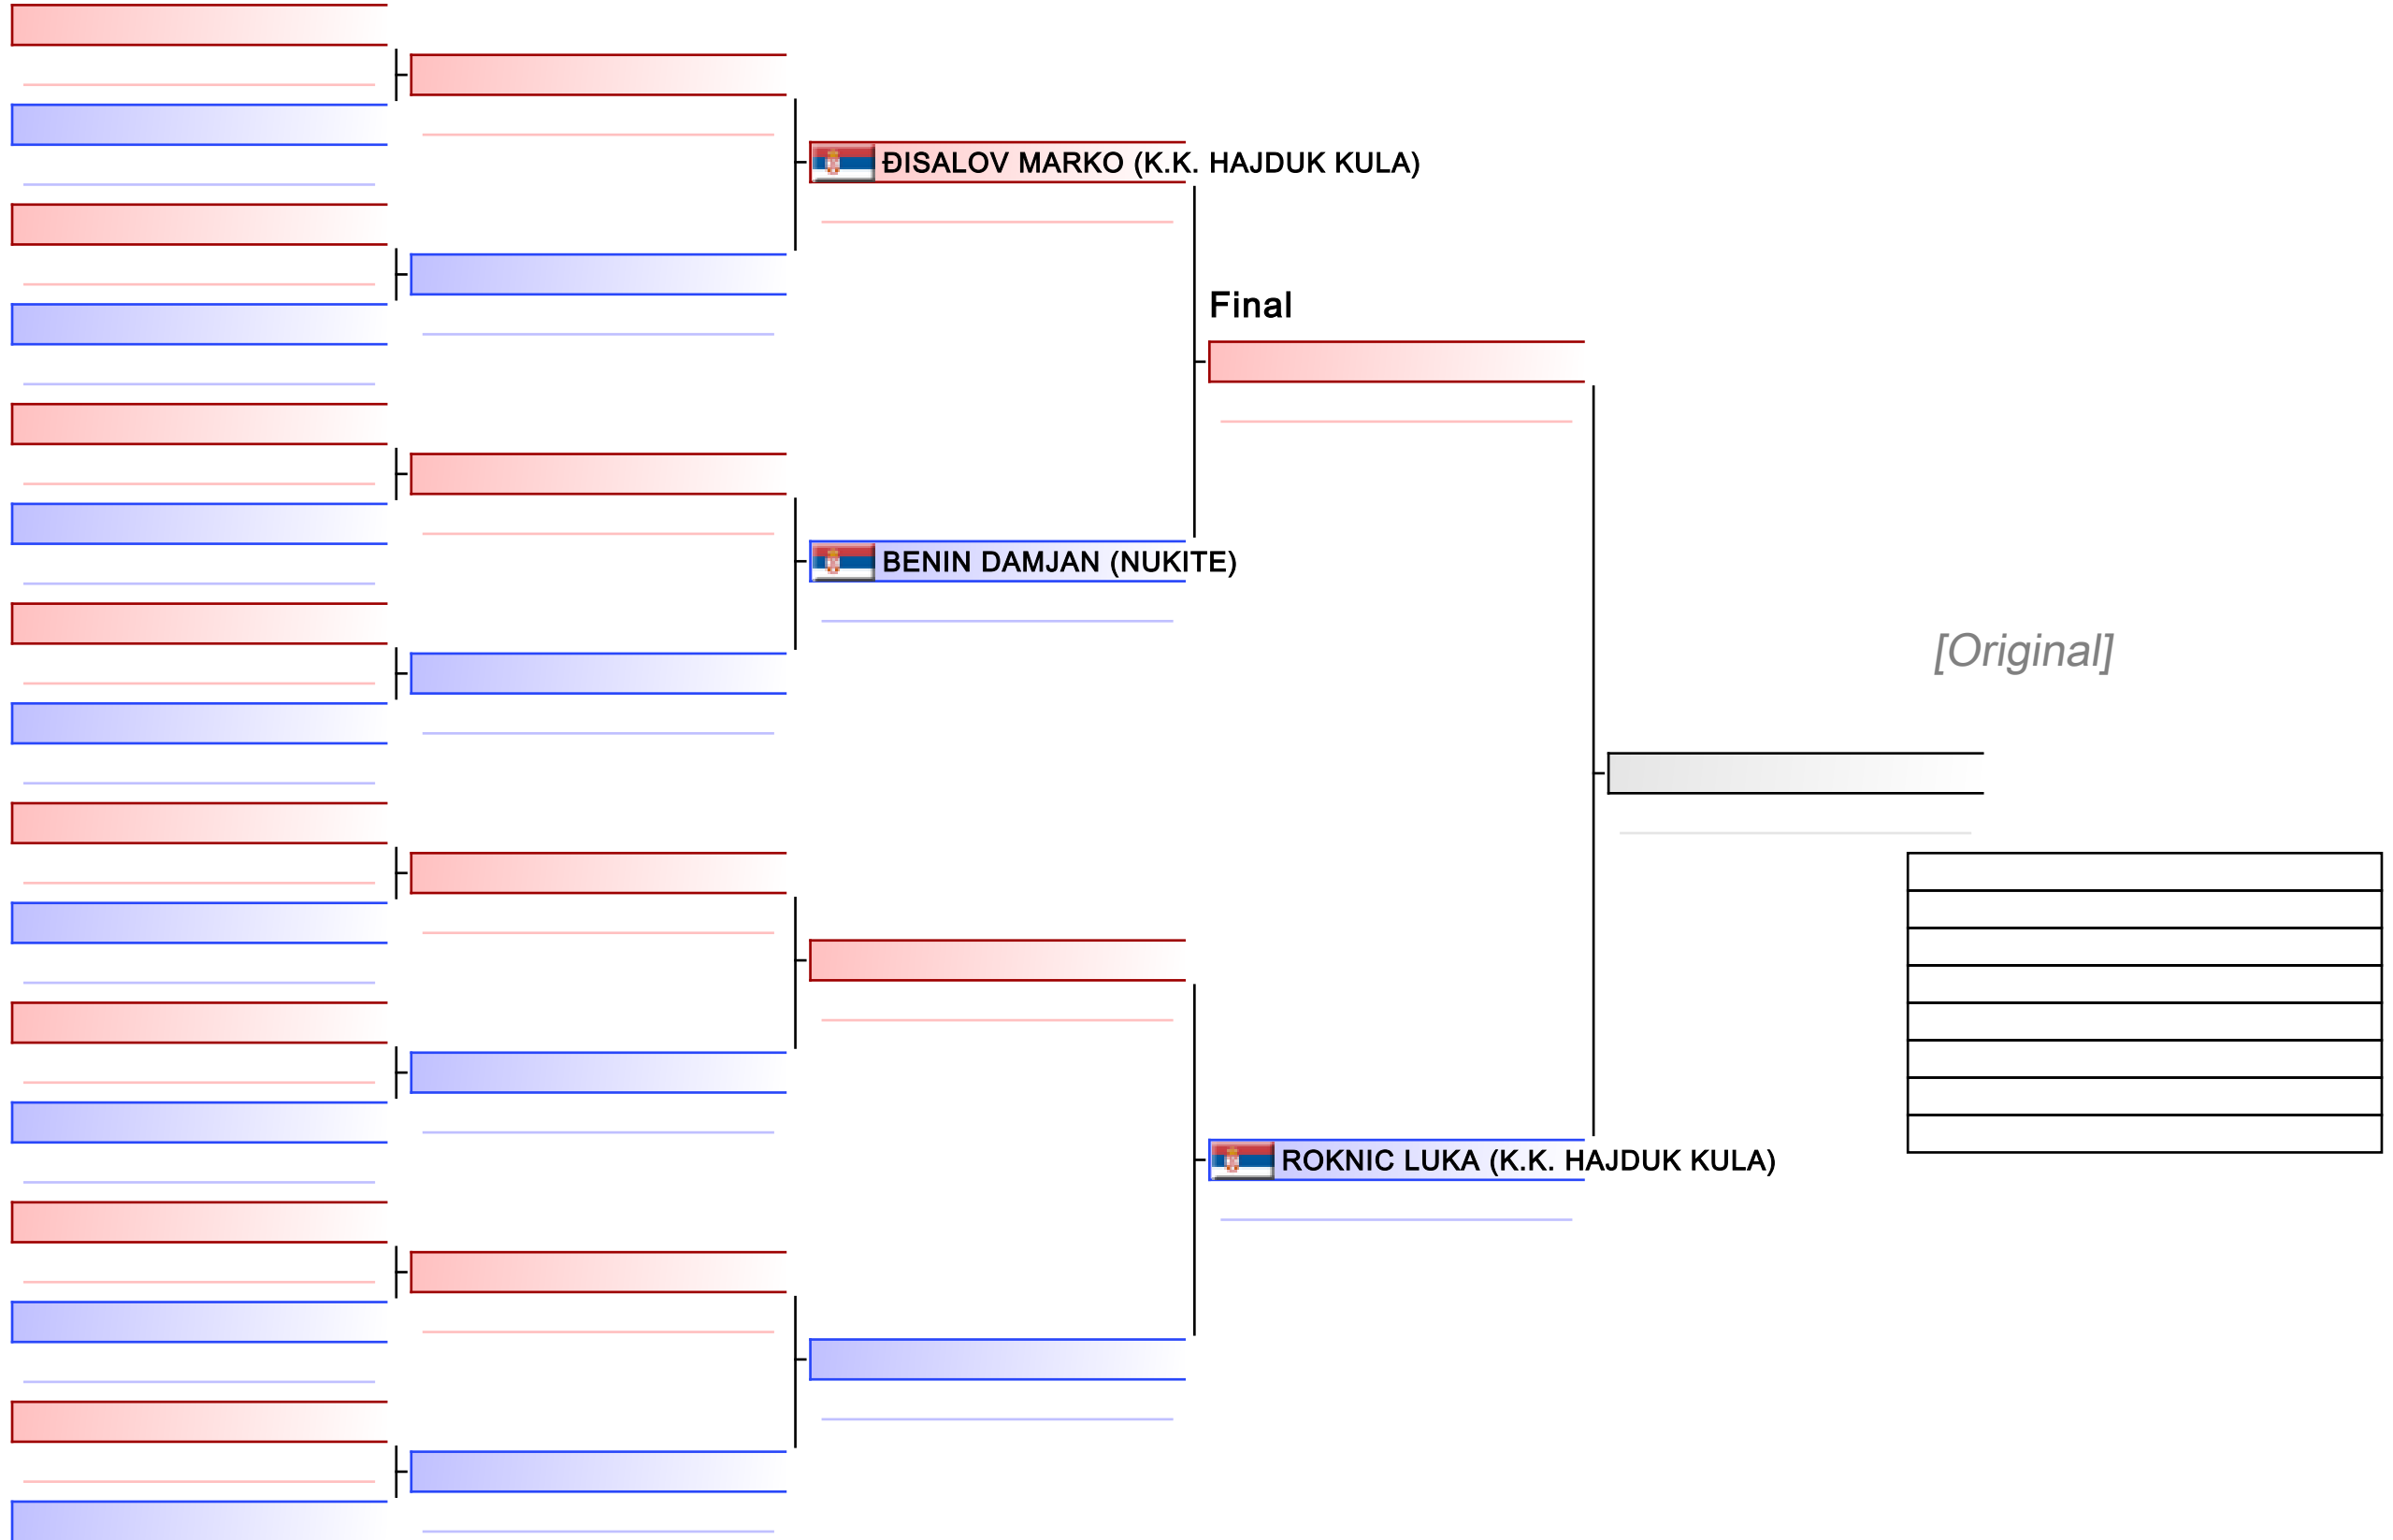 ĐISALOV MARKO (K.K. HAJDUK KULA)
Final
BENIN DAMJAN (NUKITE)
[Original]
ROKNIC LUKA (K.K. HAJDUK KULA)